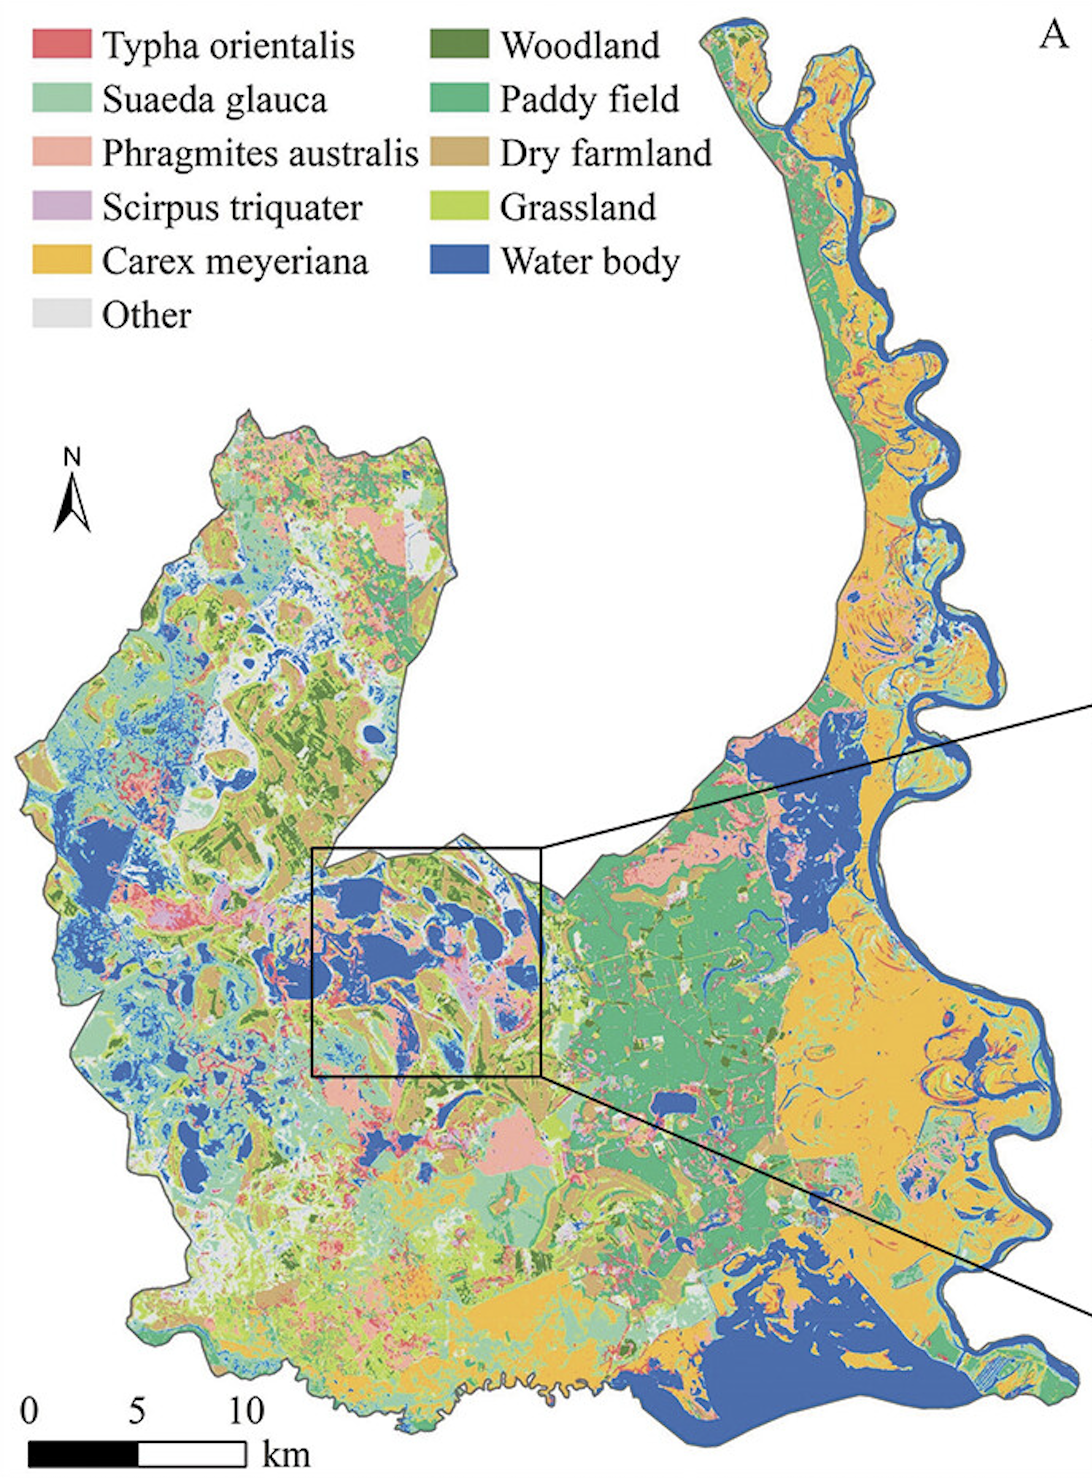 A
Typha orientalis
Suaeda glauca
Phragmites australis
Scirpus triquater
Carex meyeriana
Other
Woodland
Paddy field
Dry farmland
Grassland
Water body
N
0 5 10
km